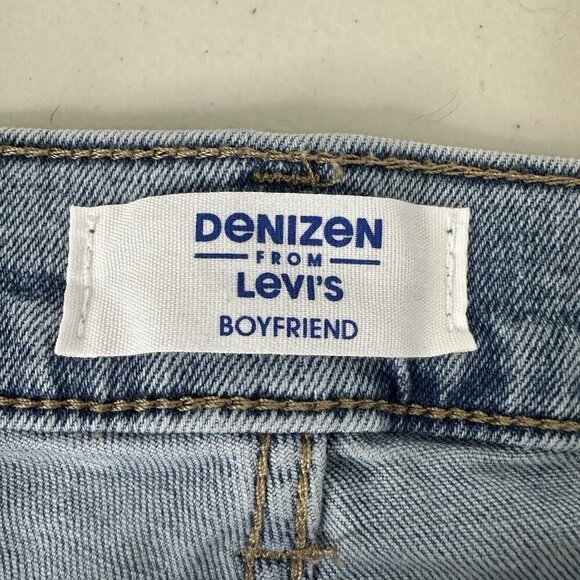 DENIZEN
FROM
LEVI'S
BOYFRIEND